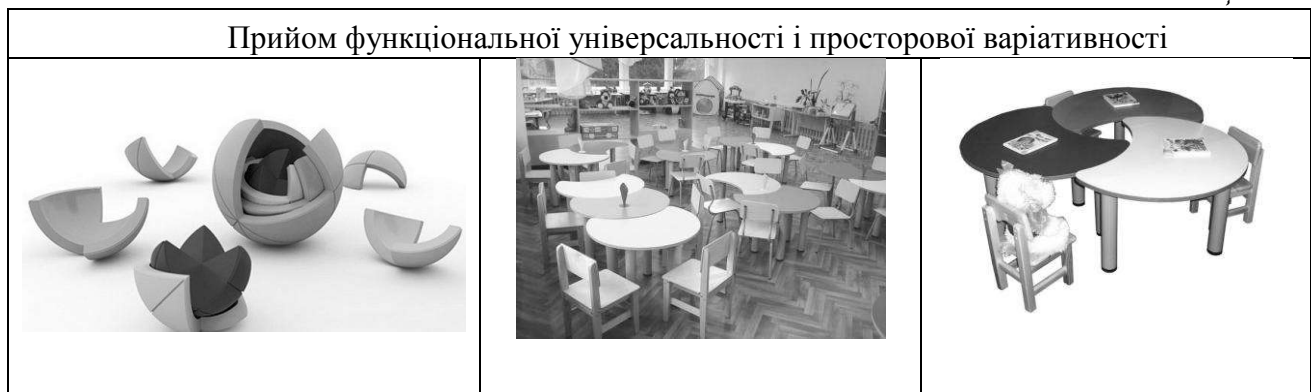 Прийом функціональної універсальності і просторової варіативності